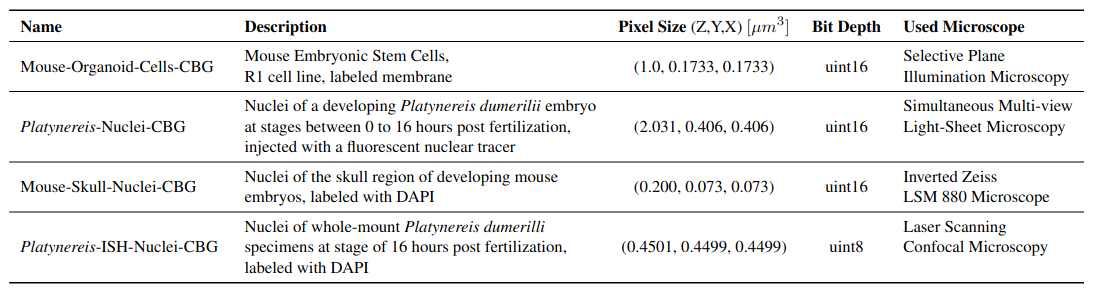 Name Description Pixel Size (Z,Y,X) [μm³] Bit Depth Used Microscope
Mouse-Organoid-Cells-CBG Mouse Embryonic Stem Cells, R1 cell line, labeled membrane (1.0, 0.1733, 0.1733) uint16 Selective Plane Illumination Microscopy
Platynereis-Nuclei-CBG Nuclei of a developing Platynereis dumerilii embryo at stages between 0 to 16 hours post fertilization, injected with a fluorescent nuclear tracer (2.031, 0.406, 0.406) uint16 Simultaneous Multi-view Light-Sheet Microscopy
Mouse-Skull-Nuclei-CBG Nuclei of the skull region of developing mouse embryos, labeled with DAPI (0.200, 0.073, 0.073) uint16 Inverted Zeiss LSM 880 Microscope
Platynereis-ISH-Nuclei-CBG Nuclei of whole-mount Platynereis dumerilli specimens at stage of 16 hours post fertilization, labeled with DAPI (0.4501, 0.4499, 0.4499) uint8 Laser Scanning Confocal Microscopy